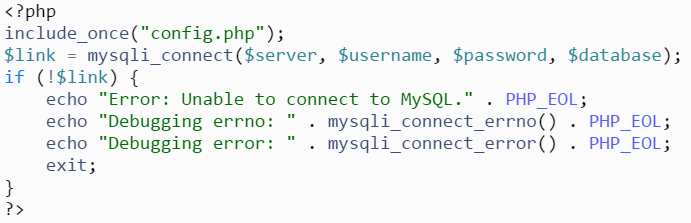 <?php
include_once("config.php");
$link = mysqli_connect($server, $username, $password, $database);
if (!$link) {
    echo "Error: Unable to connect to MySQL." . PHP_EOL;
    echo "Debugging errno: " . mysqli_connect_errno() . PHP_EOL;
    echo "Debugging error: " . mysqli_connect_error() . PHP_EOL;
    exit;
}
?>